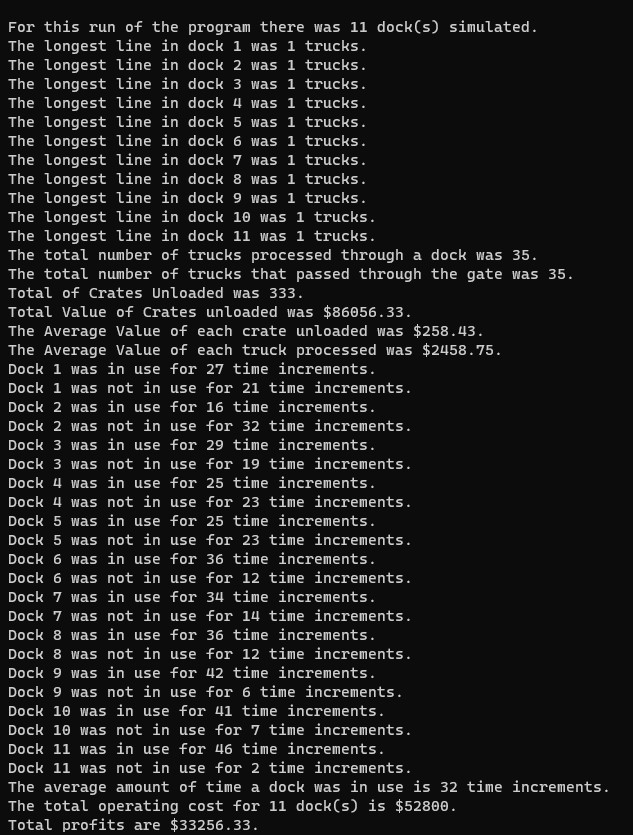 For this run of the program there was 11 dock(s) simulated.
The longest line in dock 1 was 1 trucks.
The longest line in dock 2 was 1 trucks.
The longest line in dock 3 was 1 trucks.
The longest line in dock 4 was 1 trucks.
The longest line in dock 5 was 1 trucks.
The longest line in dock 6 was 1 trucks.
The longest line in dock 7 was 1 trucks.
The longest line in dock 8 was 1 trucks.
The longest line in dock 9 was 1 trucks.
The longest line in dock 10 was 1 trucks.
The longest line in dock 11 was 1 trucks.
The total number of trucks processed through a dock was 35.
The total number of trucks that passed through the gate was 35.
Total of Crates Unloaded was 333.
Total Value of Crates unloaded was $86056.33.
The Average Value of each crate unloaded was $258.43.
The Average Value of each truck processed was $2458.75.
Dock 1 was in use for 27 time increments.
Dock 1 was not in use for 21 time increments.
Dock 2 was in use for 16 time increments.
Dock 2 was not in use for 32 time increments.
Dock 3 was in use for 29 time increments.
Dock 3 was not in use for 19 time increments.
Dock 4 was in use for 25 time increments.
Dock 4 was not in use for 23 time increments.
Dock 5 was in use for 25 time increments.
Dock 5 was not in use for 23 time increments.
Dock 6 was in use for 36 time increments.
Dock 6 was not in use for 12 time increments.
Dock 7 was in use for 34 time increments.
Dock 7 was not in use for 14 time increments.
Dock 8 was in use for 36 time increments.
Dock 8 was not in use for 12 time increments.
Dock 9 was in use for 42 time increments.
Dock 9 was not in use for 6 time increments.
Dock 10 was in use for 41 time increments.
Dock 10 was not in use for 7 time increments.
Dock 11 was in use for 46 time increments.
Dock 11 was not in use for 2 time increments.
The average amount of time a dock was in use is 32 time increments.
The total operating cost for 11 dock(s) is $52800.
Total profits are $33256.33.